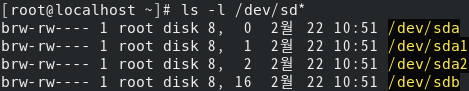 [root@localhost ~]# ls -l /dev/sd*
brw-rw---- 1 root disk 8,  0  2월 22 10:51 /dev/sda
brw-rw---- 1 root disk 8,  1  2월 22 10:51 /dev/sda1
brw-rw---- 1 root disk 8,  2  2월 22 10:51 /dev/sda2
brw-rw---- 1 root disk 8, 16  2월 22 10:51 /dev/sdb